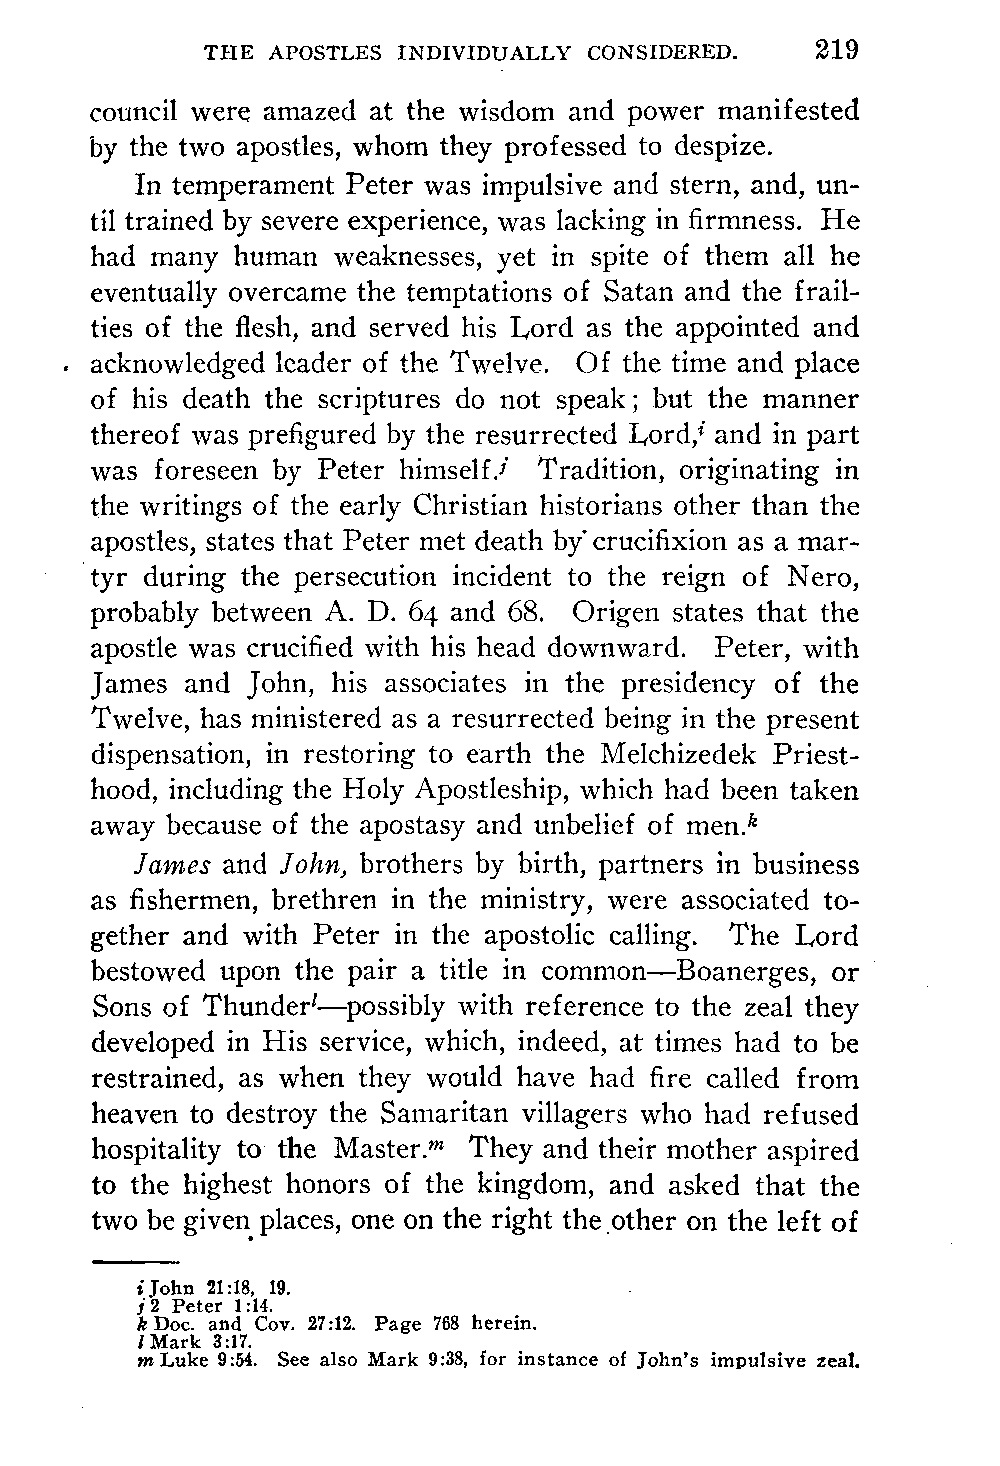 THE APOSTLES INDIVIDUALLY CONSIDERED. 219
council were amazed at the wisdom and power manifested
by the two apostles, whom they professed to despize.
In temperament Peter was impulsive and stern, and, un-
til trained by severe experience, was lacking in firmness. He
had many human weaknesses, yet in spite of them all he
eventually overcame the temptations of Satan and the frail-
ties of the flesh, and served his Lord as the appointed and
acknowledged leader of the Twelve. Of the time and place
of his death the scriptures do not speak; but the manner
thereof was prefigured by the resurrected Lord,i and in part
was foreseen by Peter himself.j Tradition, originating in
the writings of the early Christian historians other than the
apostles, states that Peter met death by crucifixion as a mar-
tyr during the persecution incident to the reign of Nero,
probably between A. D. 64 and 68. Origen states that the
apostle was crucified with his head downward. Peter, with
James and John, his associates in the presidency of the
Twelve, has ministered as a resurrected being in the present
dispensation, in restoring to earth the Melchizedek Priest-
hood, including the Holy Apostleship, which had been taken
away because of the apostasy and unbelief of men.k
James and John, brothers by birth, partners in business
as fishermen, brethren in the ministry, were associated to-
gether and with Peter in the apostolic calling. The Lord
bestowed upon the pair a title in common—Boanerges, or
Sons of Thunderl—possibly with reference to the zeal they
developed in His service, which, indeed, at times had to be
restrained, as when they would have had fire called from
heaven to destroy the Samaritan villagers who had refused
hospitality to the Master.m They and their mother aspired
to the highest honors of the kingdom, and asked that the
two be given places, one on the right the other on the left of
i John 21:18, 19.
j 2 Peter 1:14.
k Doc. and Cov. 27:12. Page 768 herein.
l Mark 3:17.
m Luke 9:54. See also Mark 9:38, for instance of John's impulsive zeal.